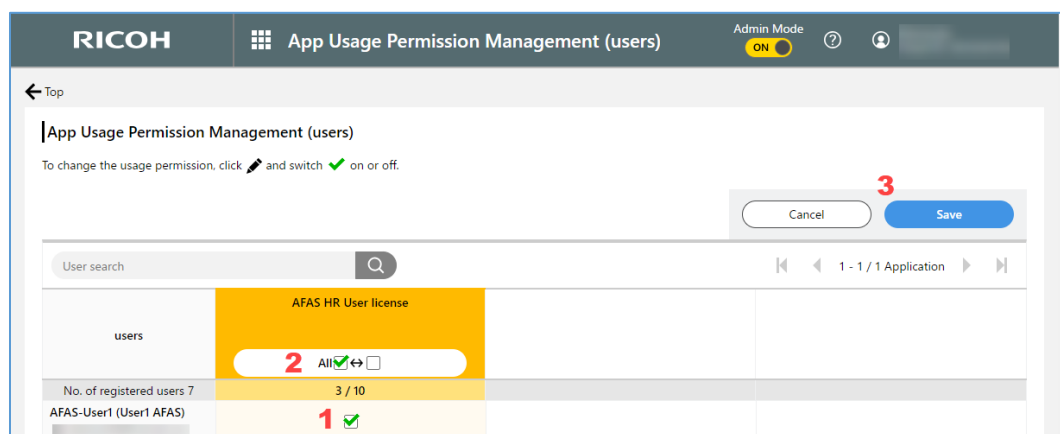 RICOH
App Usage Permission Management (users)
Admin Mode
ON
?
Top
App Usage Permission Management (users)
To change the usage permission, click and switch on or off.
3
Cancel
Save
User search
1 - 1 / 1 Application
AFAS HR User license
users
2 All ↔
No. of registered users 7
3 / 10
AFAS-User1 (User1 AFAS)
1